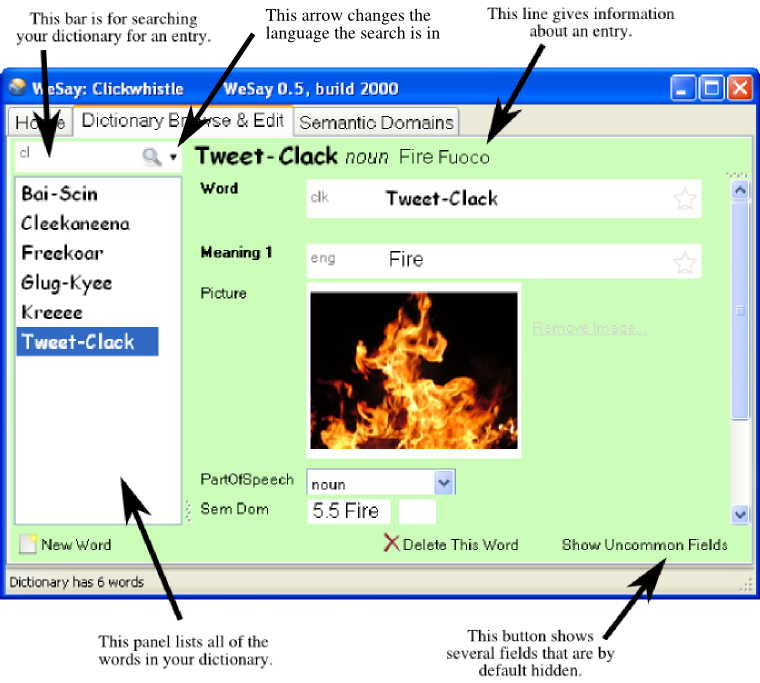 This bar is for searching
your dictionary for an entry.
This arrow changes the
language the search is in
This line gives information
about an entry.
WeSay: Clickwhistle WeSay 0.5, build 2000
Dictionary Browse & Edit Semantic Domains
cl
Tweet-Clack noun Fire Fuoco
Bai-Scin
Cleekaneena
Freekoar
Glug-Kyee
Kreeee
Tweet-Clack
Word clk Tweet-Clack
Meaning 1 eng Fire
Picture
Remove Image...
PartOfSpeech noun
Sem Dom 5.5 Fire
New Word Delete This Word Show Uncommon Fields
Dictionary has 6 words
This panel lists all of the
words in your dictionary.
This button shows
several fields that are by
default hidden.